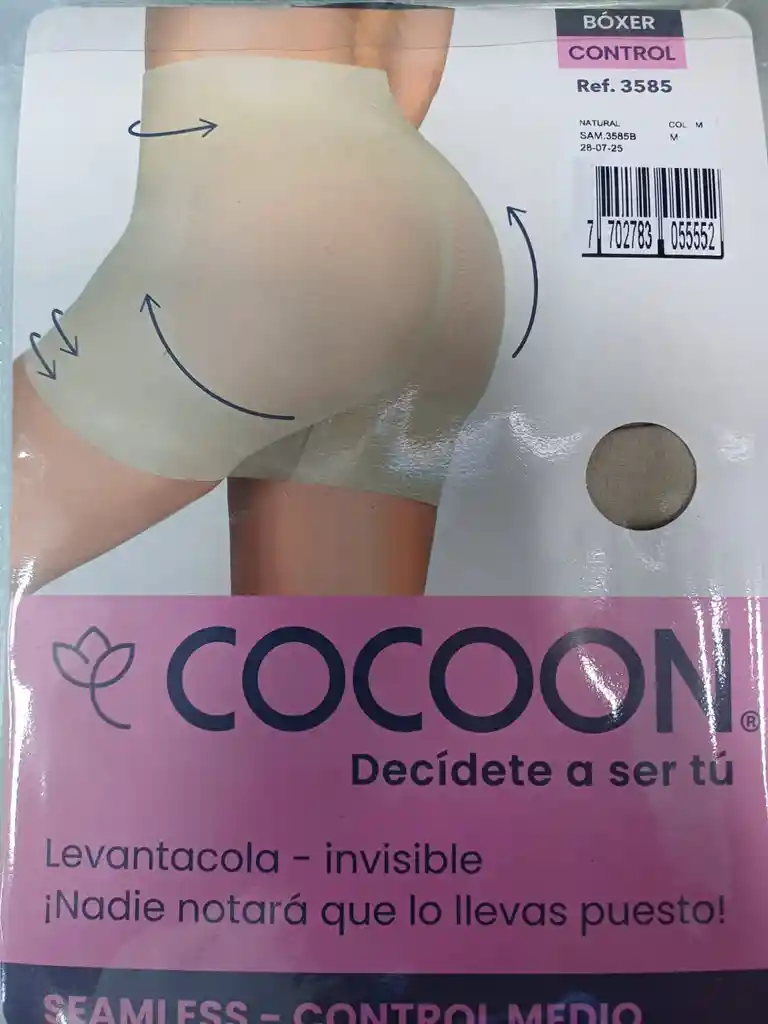 BÓXER
CONTROL
Ref. 3585
NATURAL COL M
SAM.3585B M
28-07-25
7 702783 055552
COCOON®
Decídete a ser tú
Levantacola - invisible
¡Nadie notará que lo llevas puesto!
SEAMLESS - CONTROL MEDIO